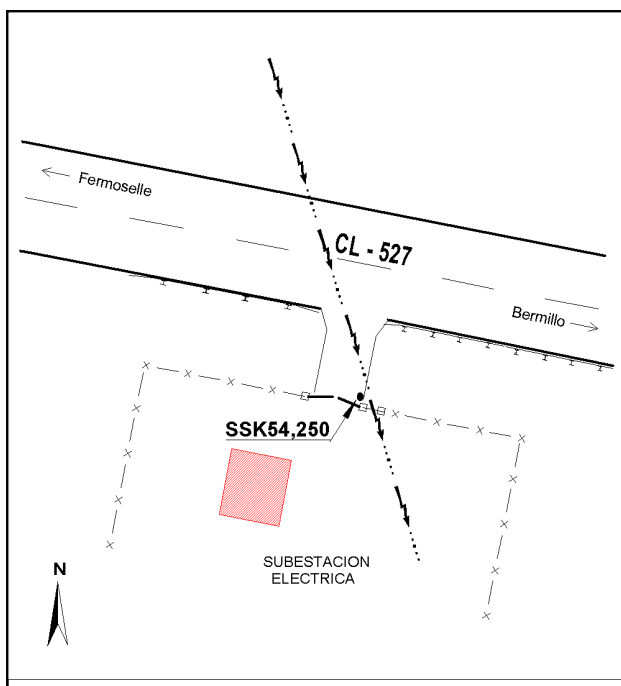 Fermoselle
CL - 527
Bermillo
SSK54,250
SUBESTACION
ELECTRICA
N